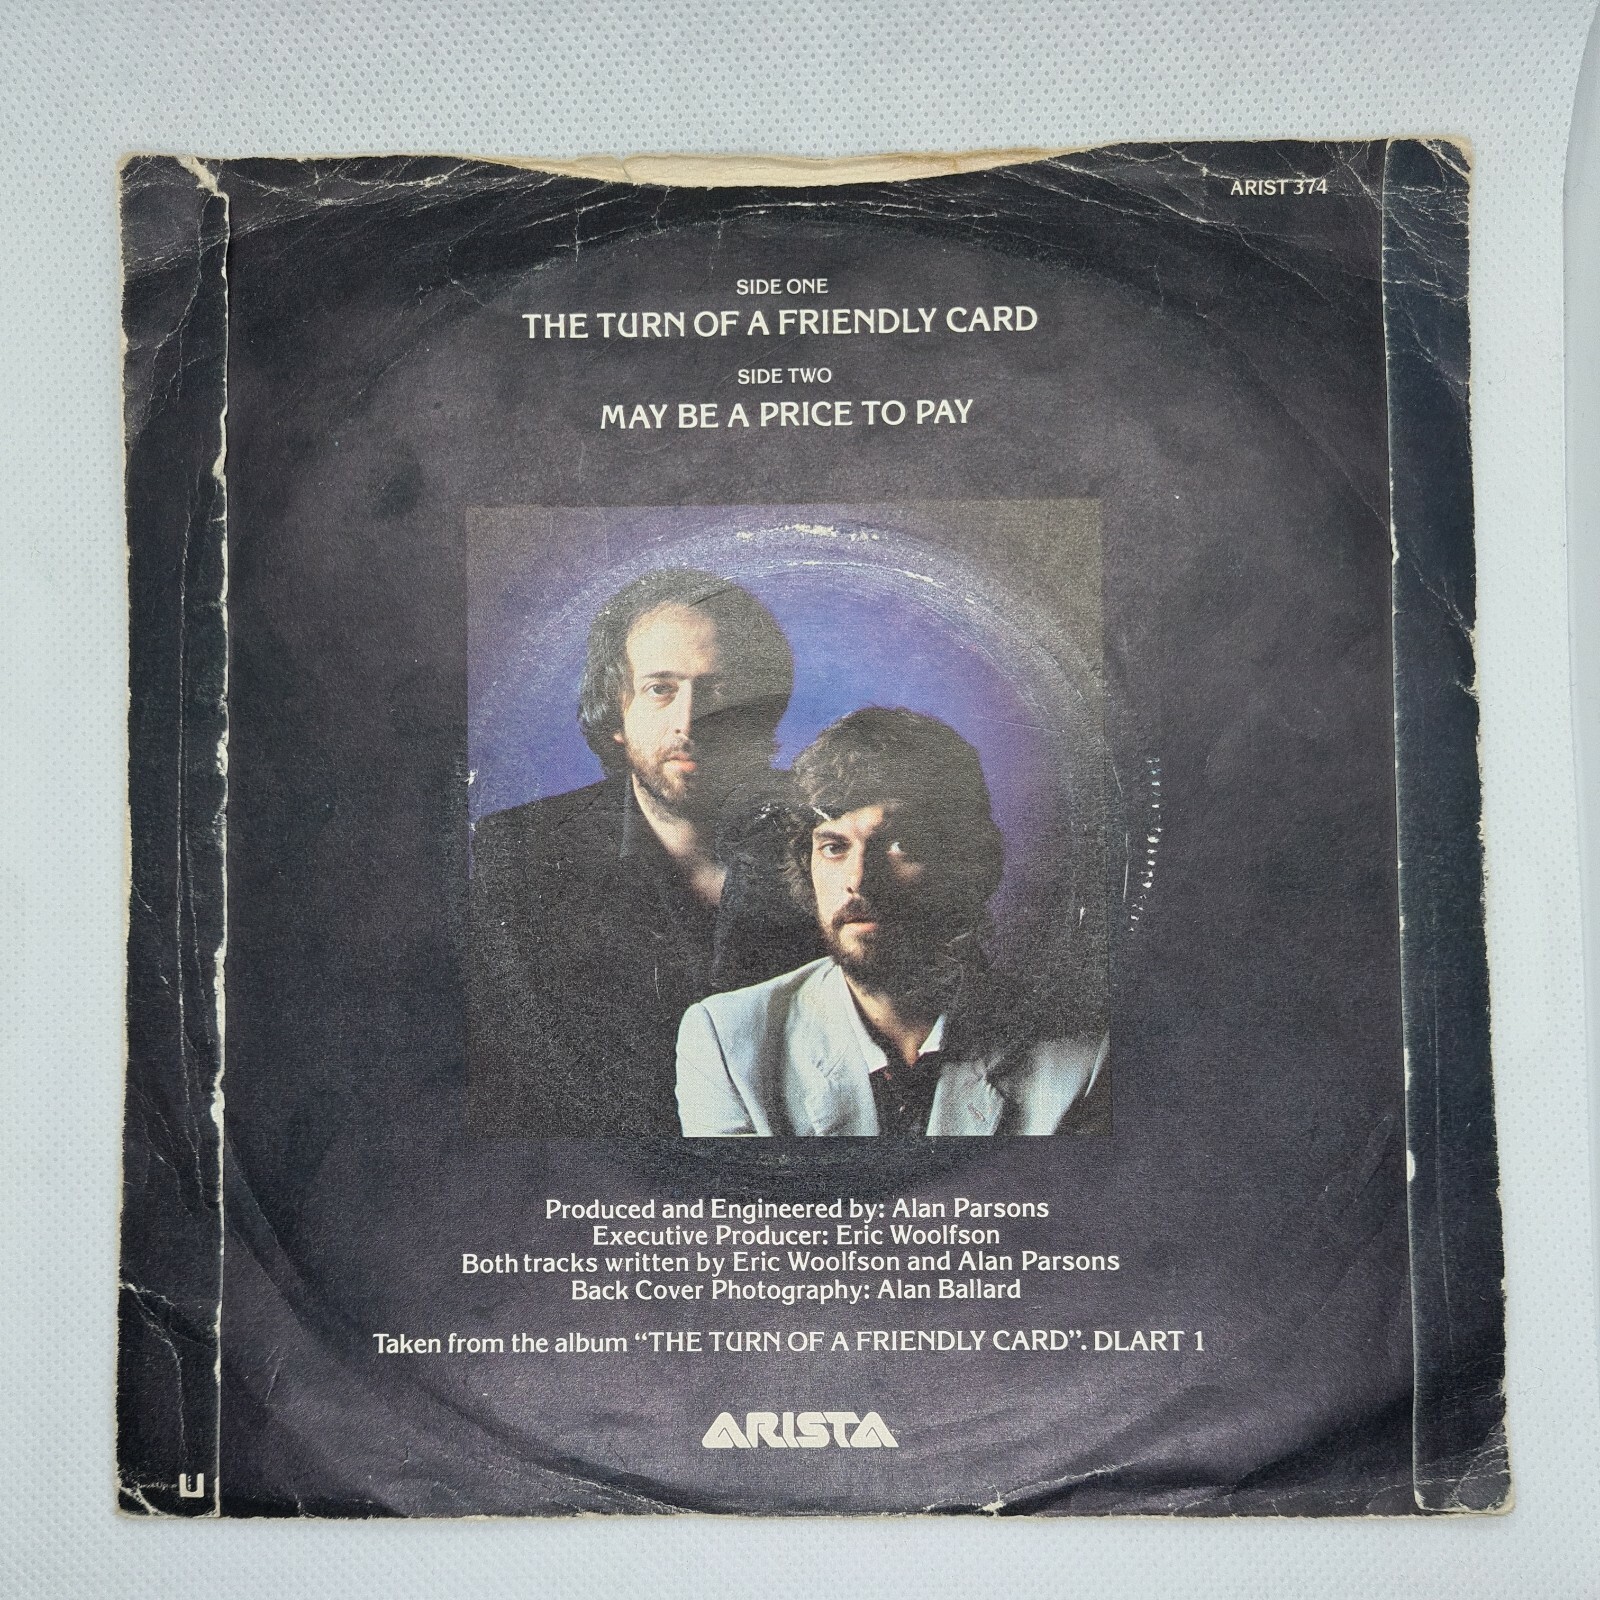 ARIST 374
SIDE ONE
THE TURN OF A FRIENDLY CARD
SIDE TWO
MAY BE A PRICE TO PAY
Produced and Engineered by: Alan Parsons
Executive Producer: Eric Woolfson
Both tracks written by Eric Woolfson and Alan Parsons
Back Cover Photography: Alan Ballard
Taken from the album “THE TURN OF A FRIENDLY CARD”. DLART 1
ARISTA